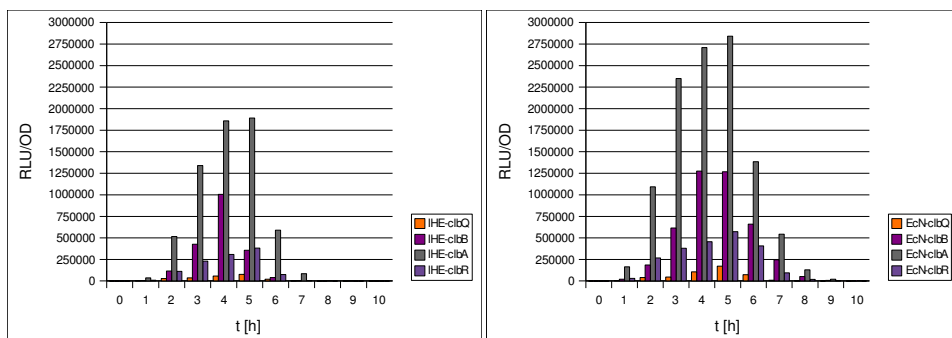 3000000
2750000
2500000
2250000
2000000
1750000
1500000
1250000
1000000
750000
500000
250000
0
RLU/OD
0 1 2 3 4 5 6 7 8 9 10
t [h]
IHE-clbQ
IHE-clbB
IHE-clbA
IHE-clbR
3000000
2750000
2500000
2250000
2000000
1750000
1500000
1250000
1000000
750000
500000
250000
0
RLU/OD
0 1 2 3 4 5 6 7 8 9 10
t [h]
EcN-clbQ
EcN-clbB
EcN-clbA
EcN-clbR